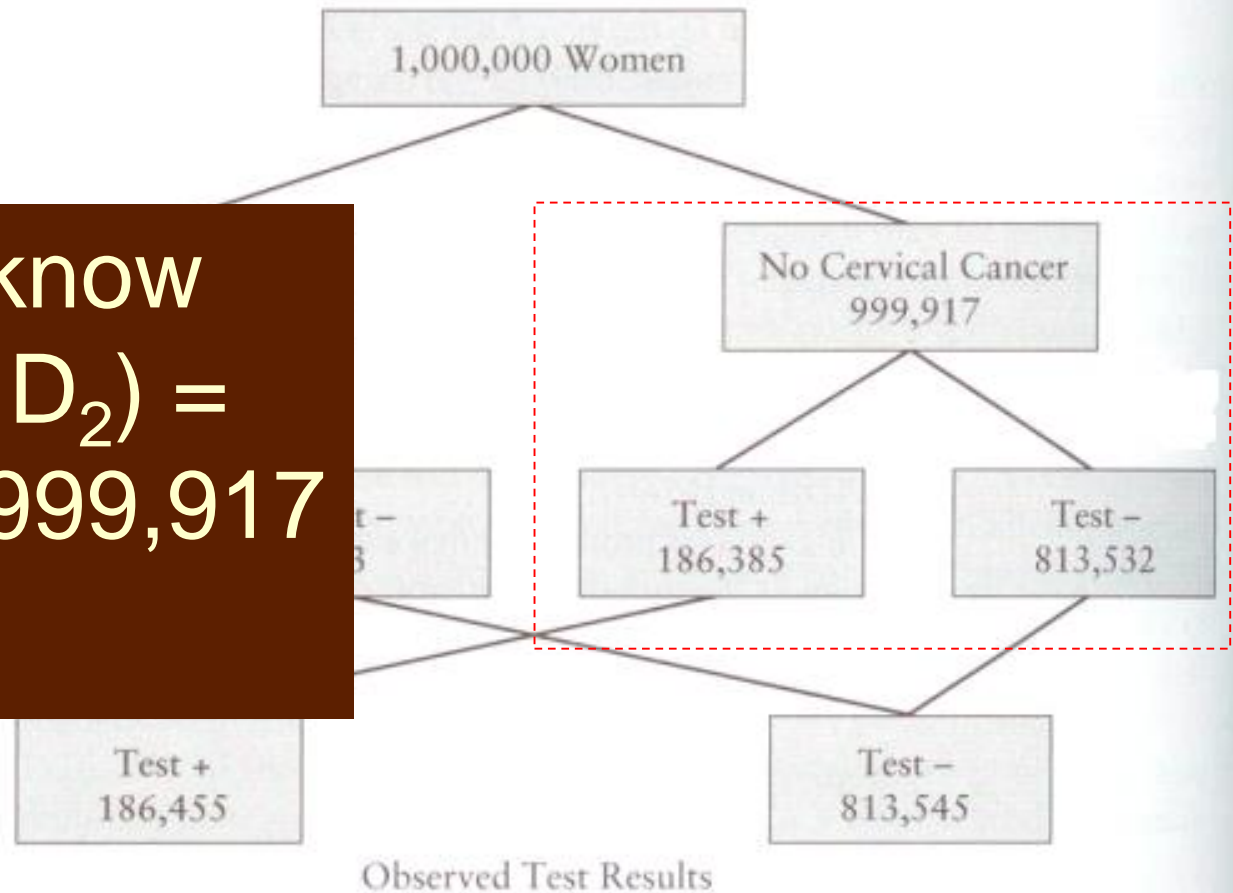 1,000,000 Women
know
D₂) =
999,917
No Cervical Cancer
999,917
t –
3
Test +
186,385
Test –
813,532
Test +
186,455
Test –
813,545
Observed Test Results